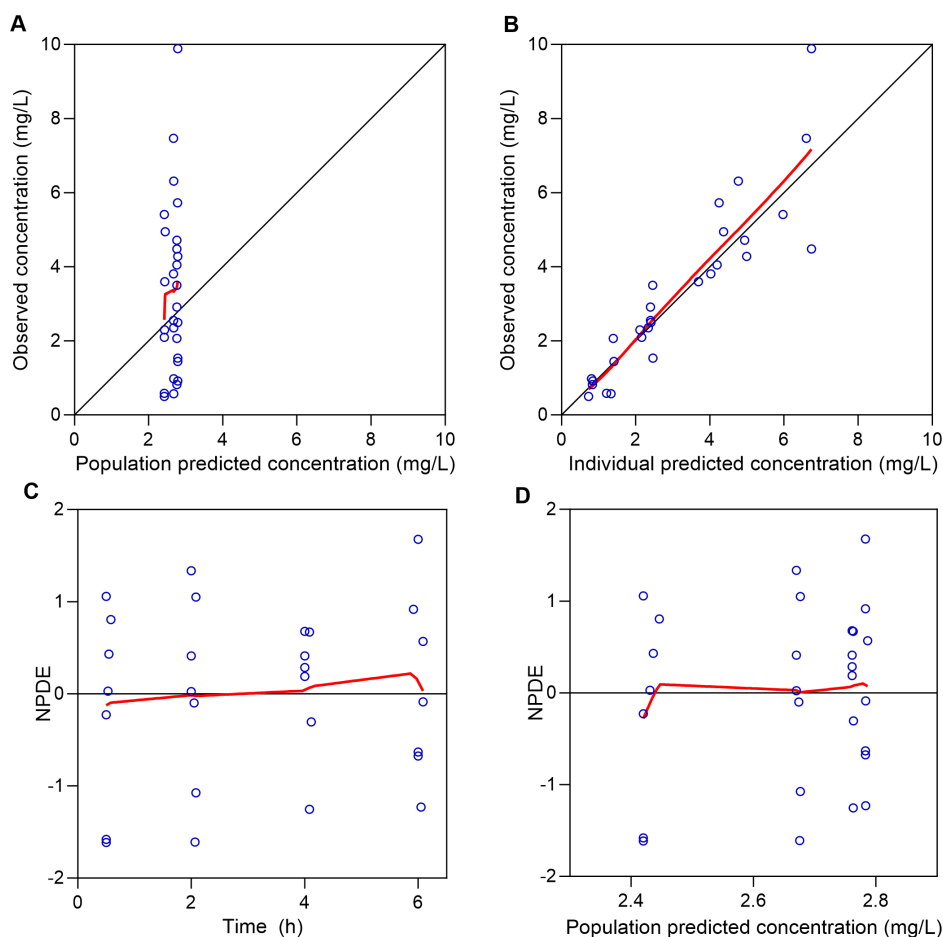 A
B
10
8
6
4
2
0
Observed concentration (mg/L)
0 2 4 6 8 10
Population predicted concentration (mg/L)
10
8
6
4
2
0
Observed concentration (mg/L)
0 2 4 6 8 10
Individual predicted concentration (mg/L)
C
D
2
1
0
-1
-2
NPDE
0 2 4 6
Time (h)
2
1
0
-1
-2
NPDE
2.4 2.6 2.8
Population predicted concentration (mg/L)